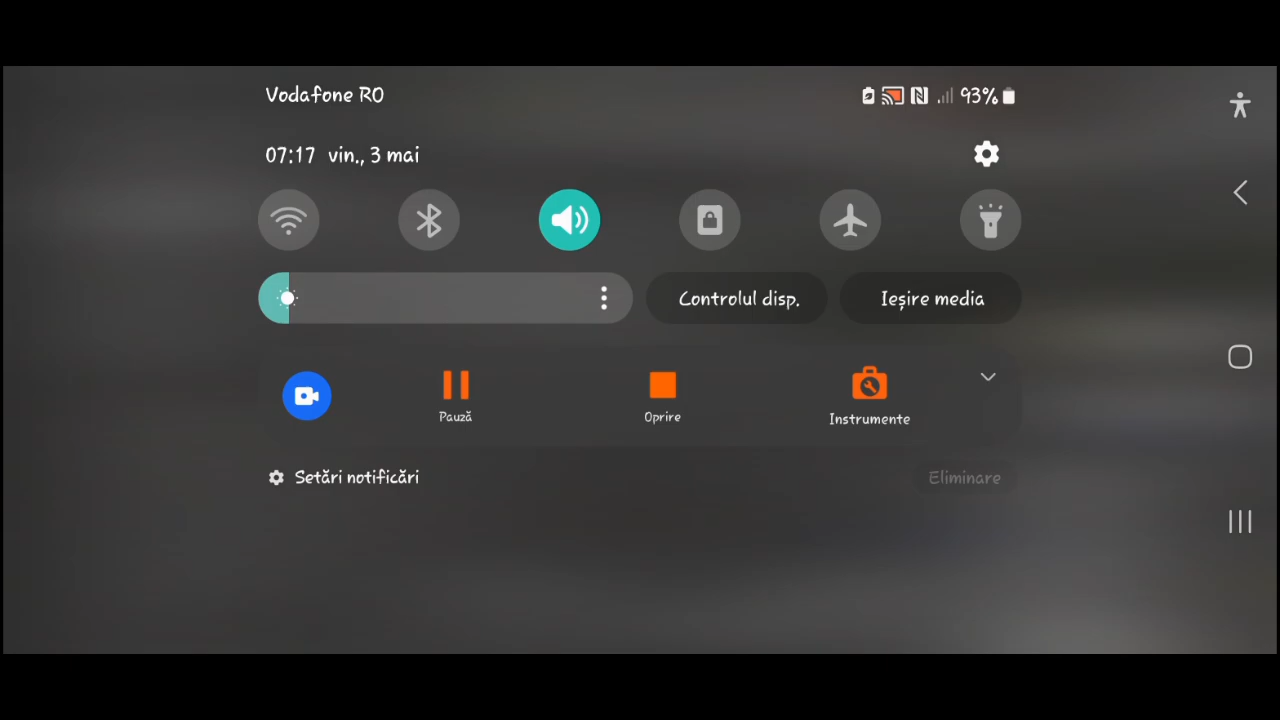 Vodafone RO
93%
07:17 vin., 3 mai
Controlul disp.
Ieșire media
Pauză
Oprire
Instrumente
Setări notificări
Eliminare